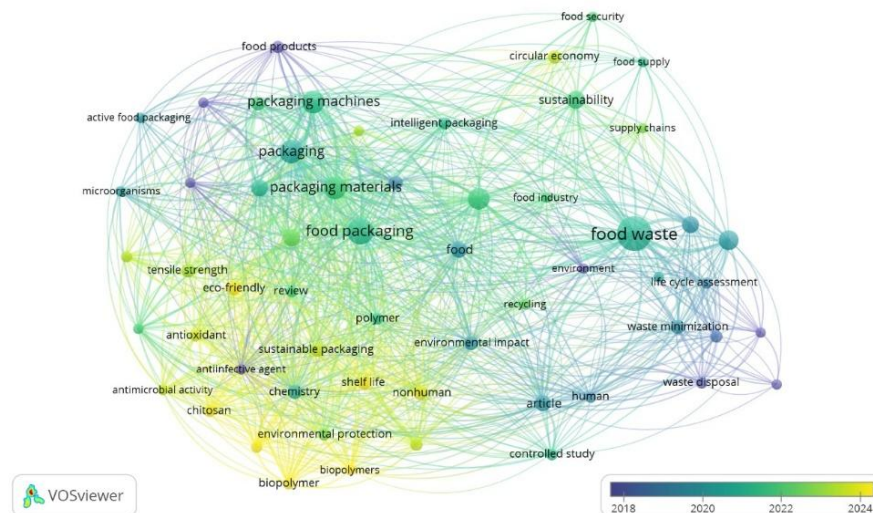 food security
food products
circular economy
food supply
packaging machines
sustainability
active food packaging
intelligent packaging
supply chains
packaging
microorganisms
packaging materials
food industry
food packaging
food waste
food
tensile strength
environment
eco-friendly
review
life cycle assessment
recycling
polymer
waste minimization
antioxidant
environmental impact
sustainable packaging
antiinfective agent
shelf life
waste disposal
antimicrobial activity
chemistry
nonhuman
human
article
chitosan
environmental protection
controlled study
biopolymers
biopolymer
VOSviewer
2018 2020 2022 2024